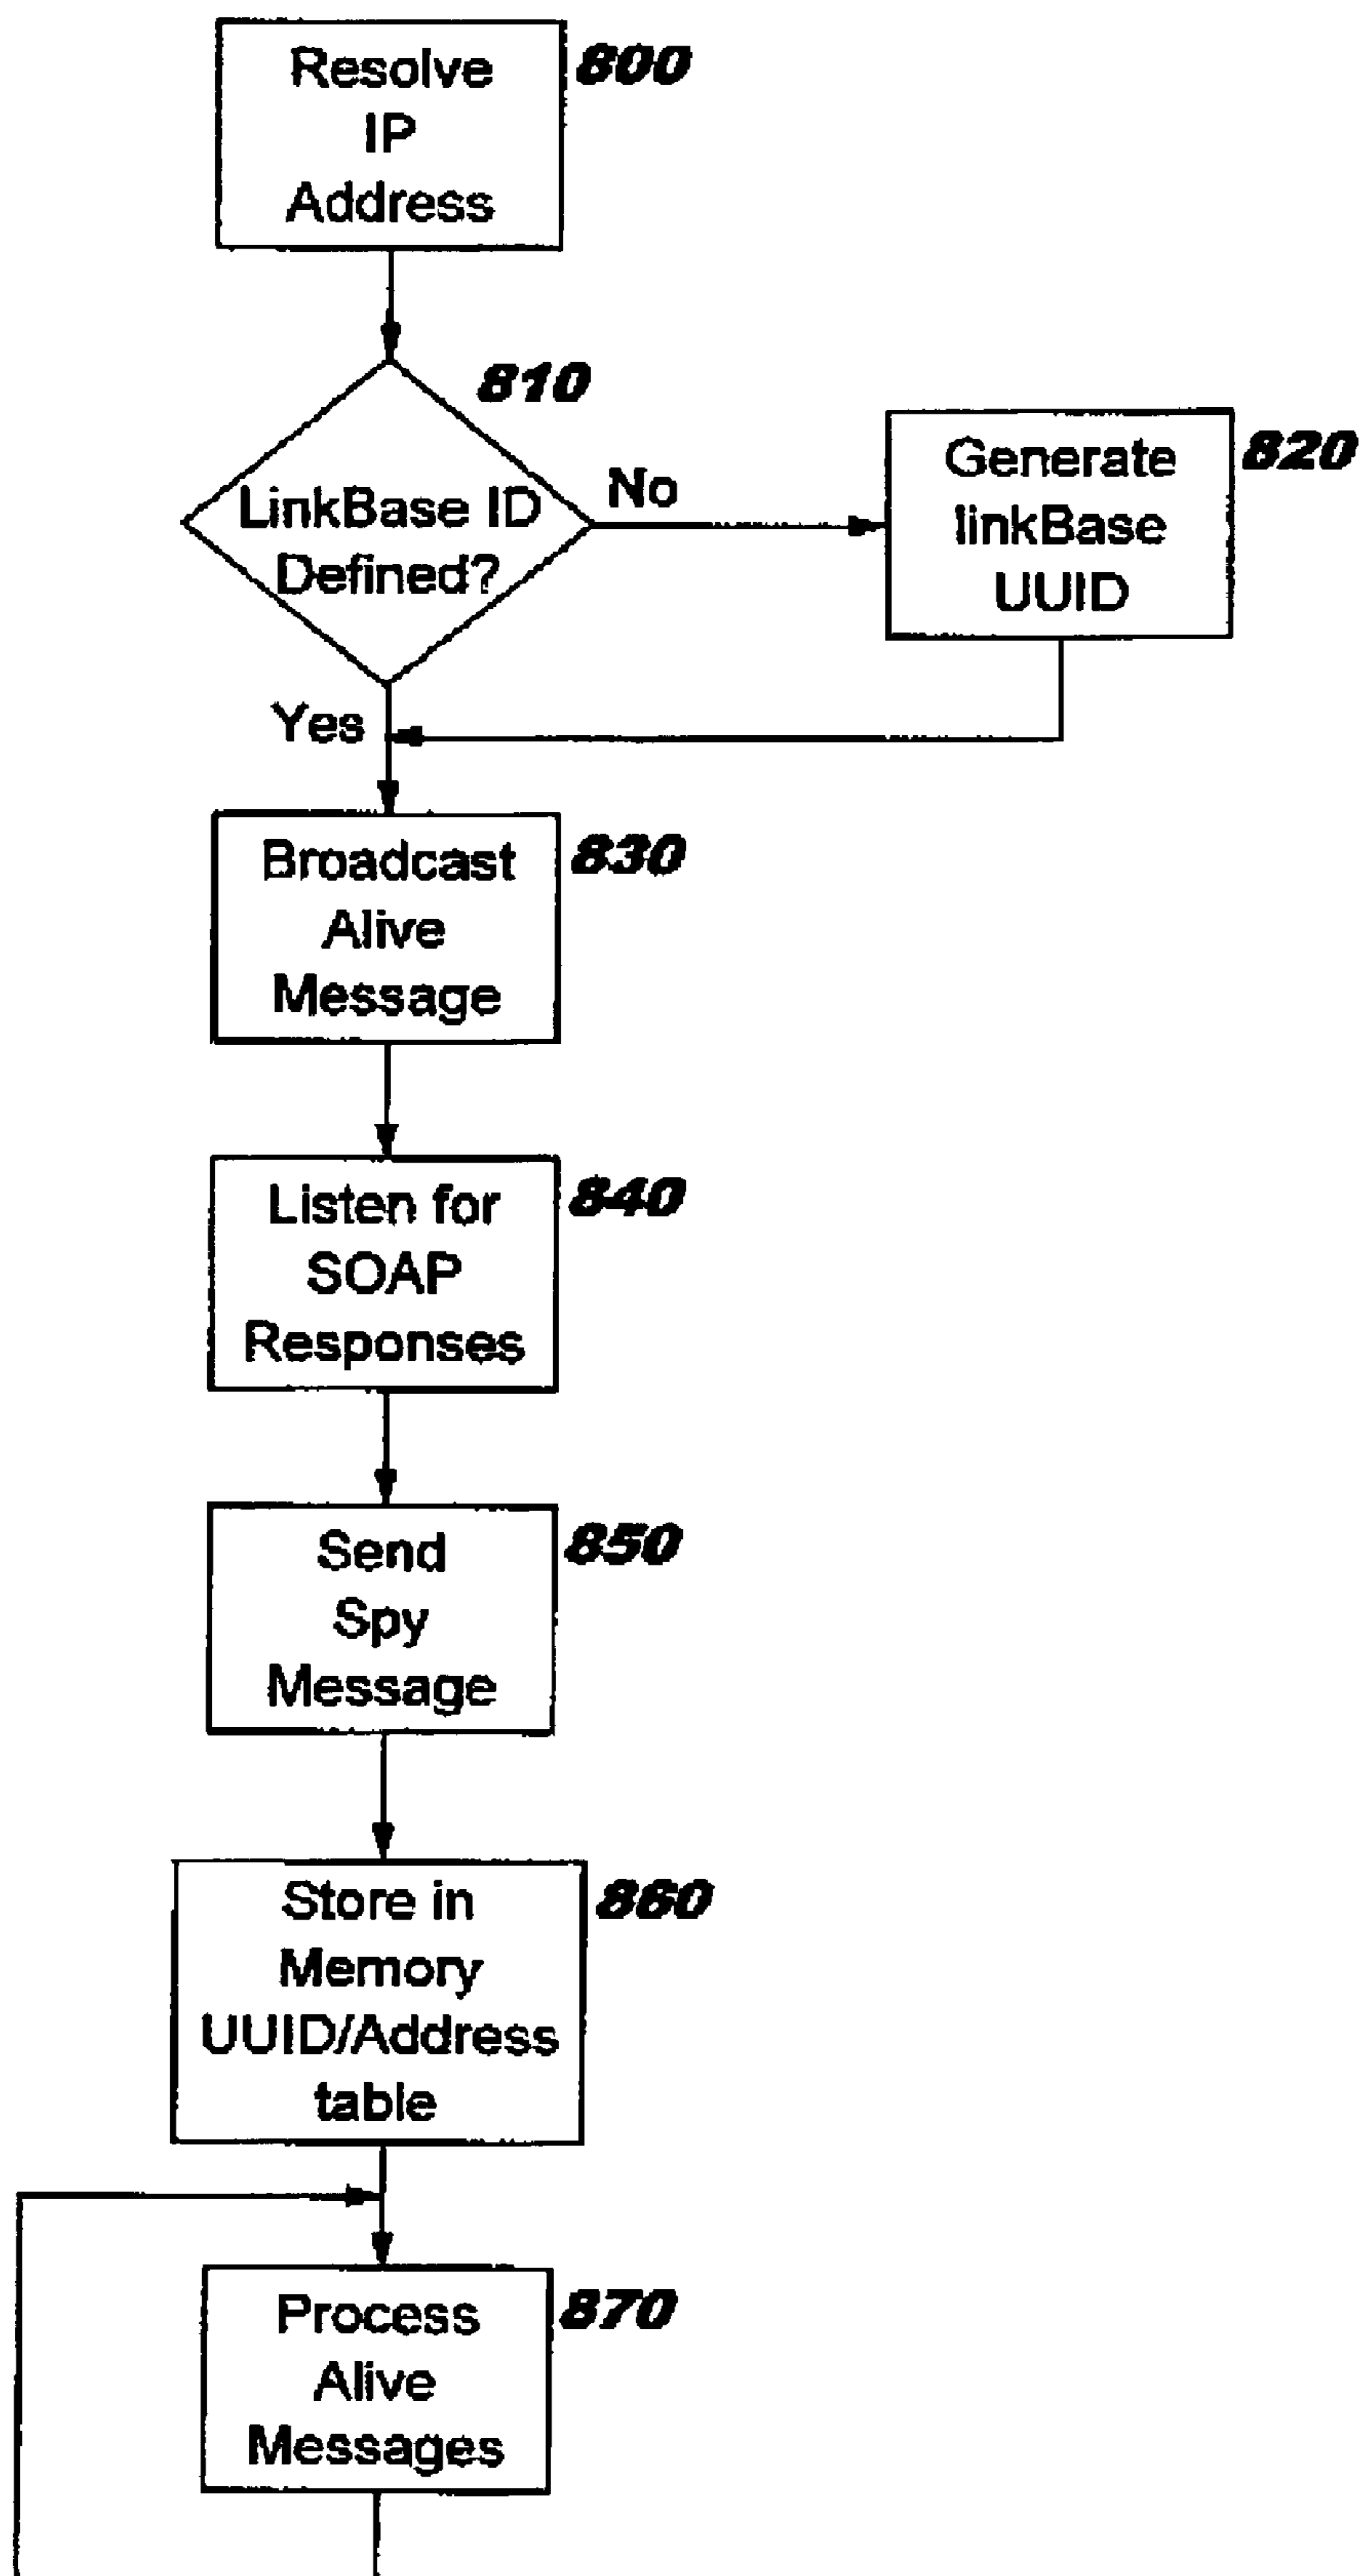 Resolve
IP
Address
800
810
LinkBase ID
Defined?
No
Generate
linkBase
UUID
820
Yes
Broadcast
Alive
Message
830
Listen for
SOAP
Responses
840
Send
Spy
Message
850
Store in
Memory
UUID/Address
table
860
Process
Alive
Messages
870